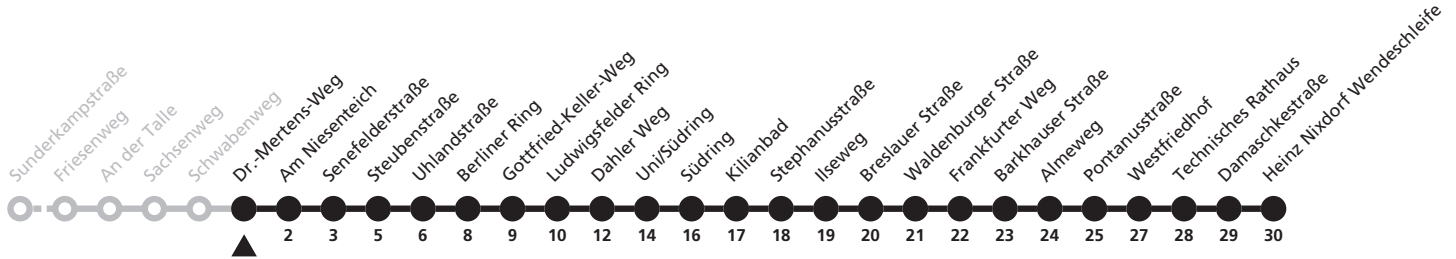 Sunderkampstraße
Friesenweg
An der Talle
Sachsenweg
Schwabenweg
Dr.-Mertens-Weg
Am Niesenteich
Senefelderstraße
Steubenstraße
Uhlandstraße
Berliner Ring
Gottfried-Keller-Weg
Ludwigsfelder Ring
Dahler Weg
Uni/Südring
Südring
Kilianbad
Stephanusstraße
Ilseweg
Breslauer Straße
Waldenburger Straße
Frankfurter Weg
Barkhauser Straße
Almeweg
Pontanusstraße
Westfriedhof
Technisches Rathaus
Damaschkestraße
Heinz Nixdorf Wendeschleife
2 3 5 6 8 9 10 12 14 16 17 18 19 20 21 22 23 24 25 27 28 29 30